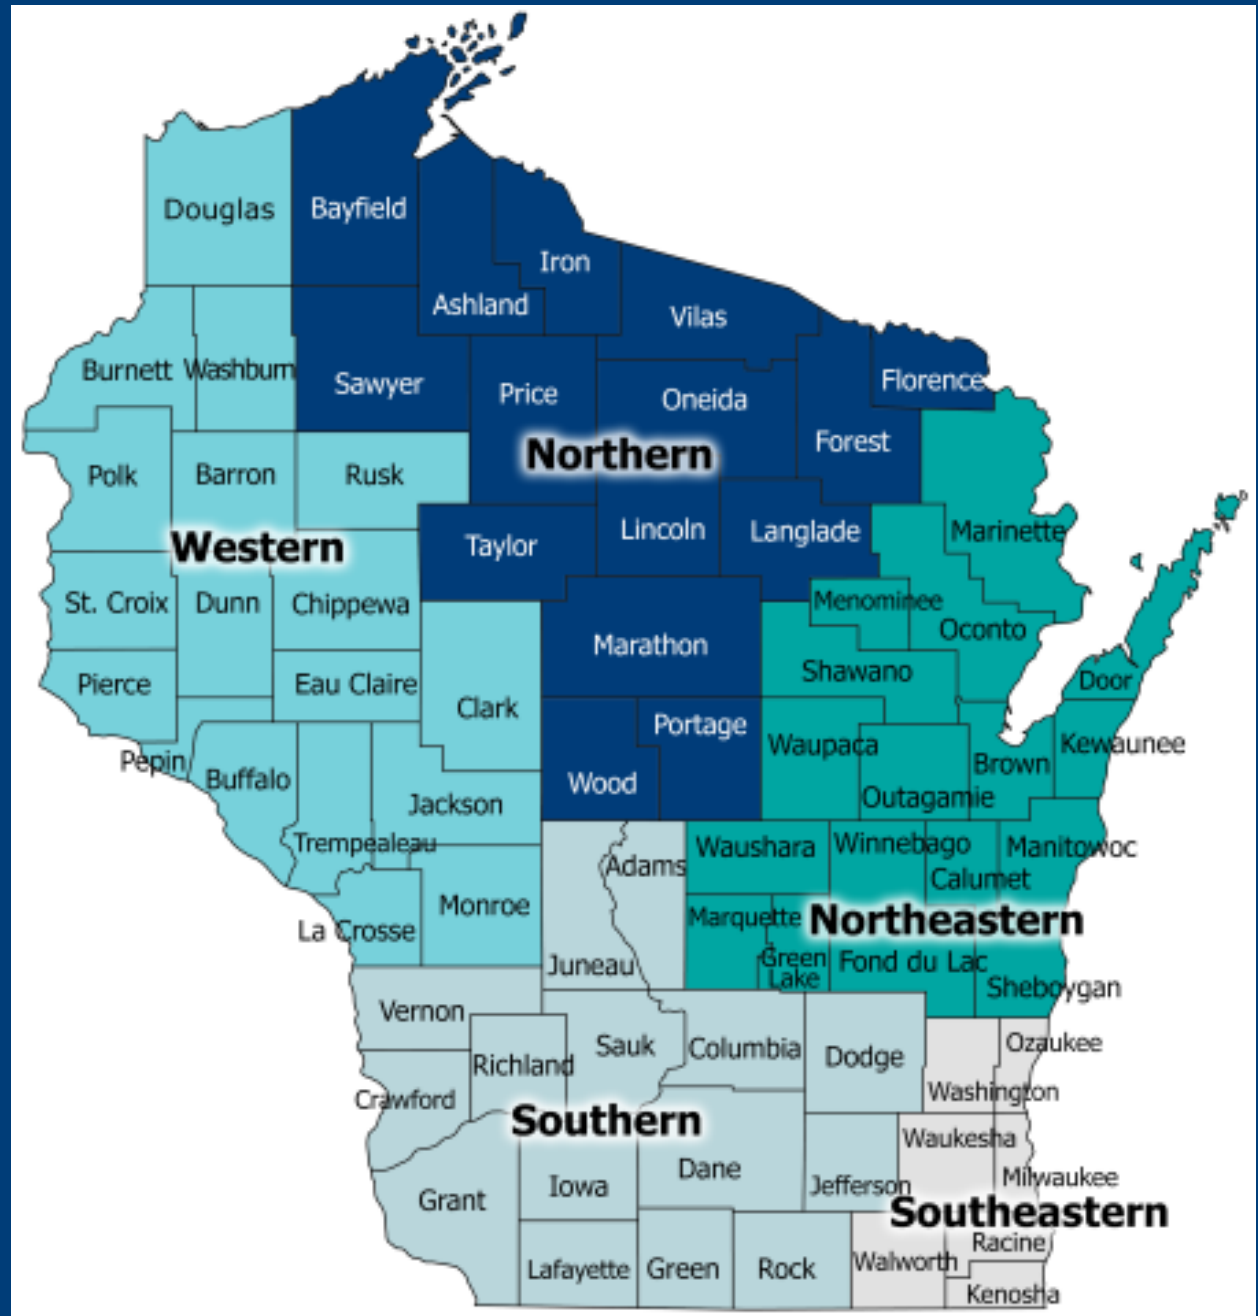 Douglas
Bayfield
Iron
Ashland
Vilas
Burnett
Washburn
Sawyer
Price
Oneida
Florence
Forest
Northern
Polk
Barron
Rusk
Lincoln
Langlade
Taylor
Marinette
Western
St. Croix
Dunn
Chippewa
Menominee
Oconto
Marathon
Shawano
Pierce
Eau Claire
Door
Clark
Portage
Waupaca
Kewaunee
Pepin
Buffalo
Wood
Brown
Outagamie
Jackson
Trempealeau
Adams
Waushara
Winnebago
Manitowoc
Calumet
Monroe
Marquette
Northeastern
La Crosse
Juneau
Green
Lake
Fond du Lac
Sheboygan
Vernon
Sauk
Columbia
Dodge
Ozaukee
Richland
Crawford
Washington
Southern
Waukesha
Dane
Iowa
Jefferson
Milwaukee
Grant
Southeastern
Racine
Lafayette
Green
Rock
Walworth
Kenosha